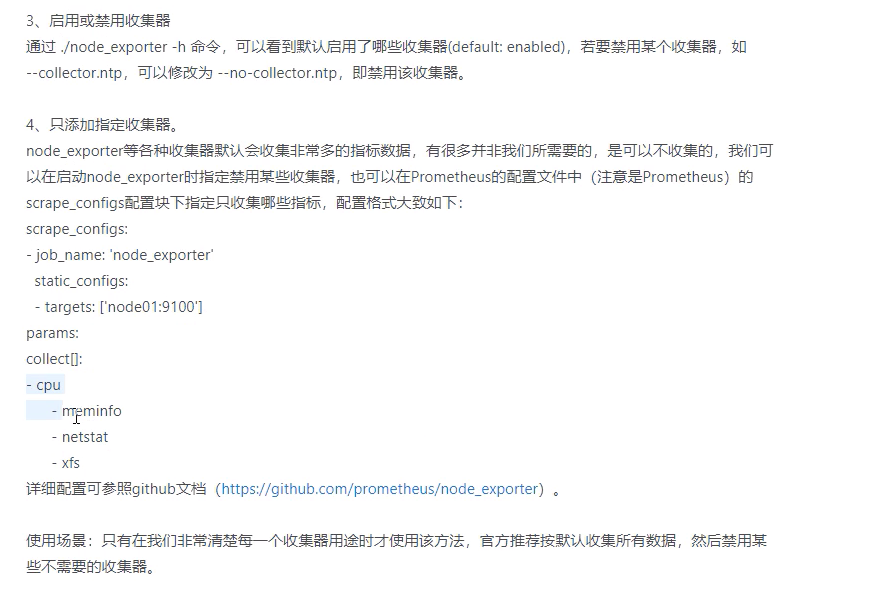 3、启用或禁用收集器
通过 ./node_exporter -h 命令，可以看到默认启用了哪些收集器(default: enabled)，若要禁用某个收集器，如
--collector.ntp，可以修改为 --no-collector.ntp，即禁用该收集器。
4、只添加指定收集器。
node_exporter等各种收集器默认会收集非常多的指标数据，有很多并非我们所需要的，是可以不收集的，我们可
以在启动node_exporter时指定禁用某些收集器，也可以在Prometheus的配置文件中（注意是Prometheus）的
scrape_configs配置块下指定只收集哪些指标，配置格式大致如下：
scrape_configs:
- job_name: 'node_exporter'
  static_configs:
  - targets: ['node01:9100']
params:
collect[]:
- cpu
      - meminfo
      - netstat
      - xfs
详细配置可参照github文档（https://github.com/prometheus/node_exporter）。
使用场景：只有在我们非常清楚每一个收集器用途时才使用该方法，官方推荐按默认收集所有数据，然后禁用某
些不需要的收集器。